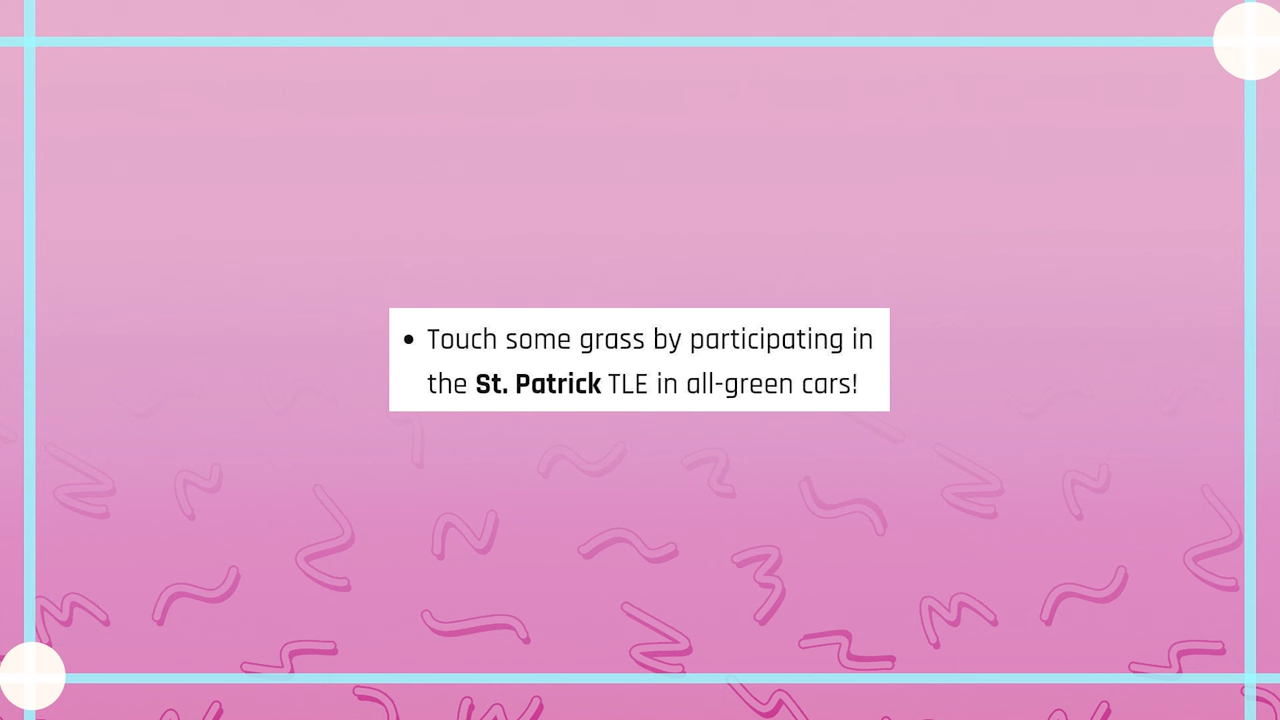 • Touch some grass by participating in
the St. Patrick TLE in all-green cars!